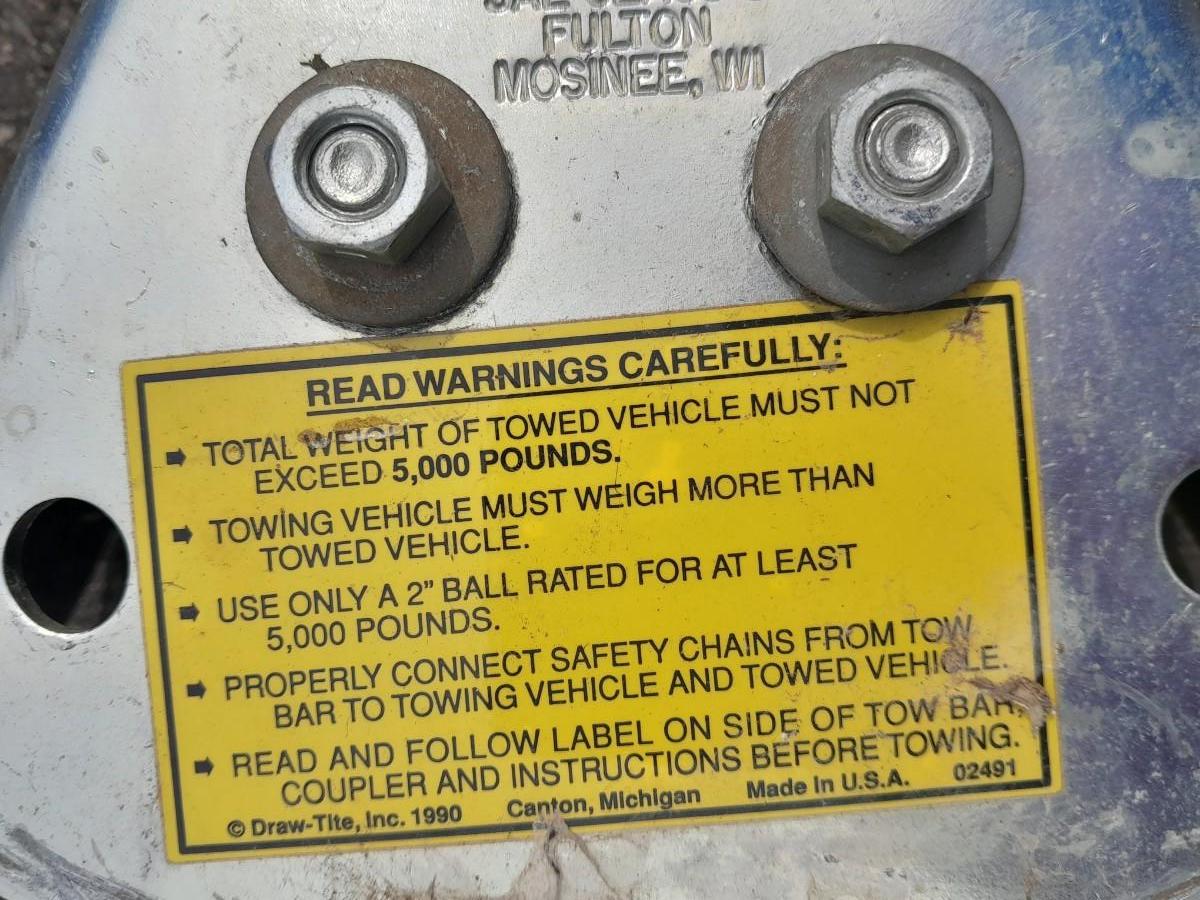 FULTON
MOSINEE, WI
READ WARNINGS CAREFULLY:
➡ TOTAL WEIGHT OF TOWED VEHICLE MUST NOT
EXCEED 5,000 POUNDS.
➡ TOWING VEHICLE MUST WEIGH MORE THAN
TOWED VEHICLE.
➡ USE ONLY A 2” BALL RATED FOR AT LEAST
5,000 POUNDS.
➡ PROPERLY CONNECT SAFETY CHAINS FROM TOW
BAR TO TOWING VEHICLE AND TOWED VEHICLE.
➡ READ AND FOLLOW LABEL ON SIDE OF TOW BAR,
COUPLER AND INSTRUCTIONS BEFORE TOWING.
© Draw-Tite, Inc. 1990 Canton, Michigan Made In U.S.A. 02491